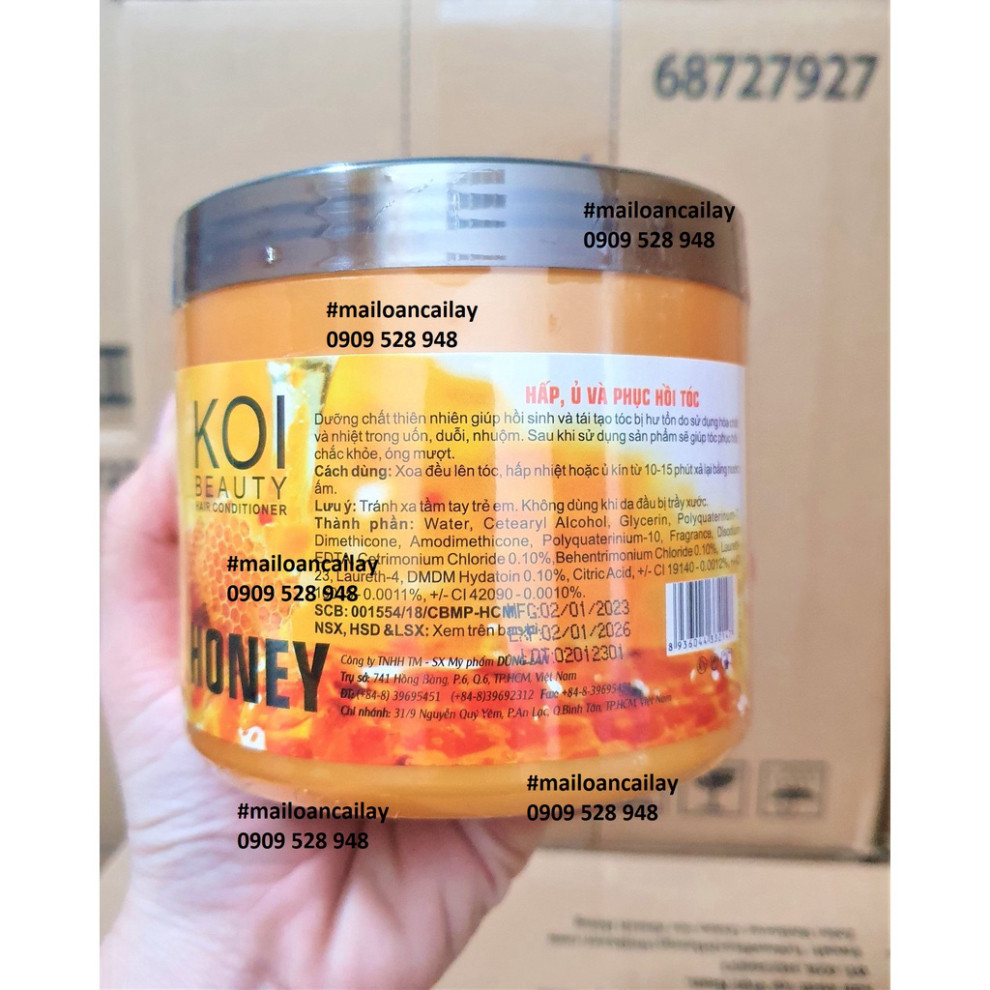 68727927
#mailoancailay
0909 528 948
#mailoancailay
0909 528 948
KOI
BEAUTY
HAIR CONDITIONER
HONEY
HẤP, Ủ VÀ PHỤC HỒI TÓC
Dưỡng chất thiên nhiên giúp hồi sinh và tái tạo tóc bị hư tổn do sử dụng hóa chất
và nhiệt trong uốn, duỗi, nhuộm. Sau khi sử dụng sản phẩm sẽ giúp tóc phục hồi
chắc khỏe, óng mượt.
Cách dùng: Xoa đều lên tóc, hấp nhiệt hoặc ủ kín từ 10-15 phút xả lại bằng nước
ấm.
Lưu ý: Tránh xa tầm tay trẻ em. Không dùng khi da đầu bị trầy xước.
Thành phần: Water, Cetearyl Alcohol, Glycerin,
Dimethicone, Amodimethicone, Polyquaterinium-10, Fragrance,
EDTA, Cetrimonium Chloride 0.10%, Behentrimonium Chloride 0.10%,
23, Laureth-4, DMDM Hydatoin 0.10%, Citric Acid, +/- CI 19140 - 0.0012%,
- 0.0011%, +/- CI 42090 - 0.0010%.
SCB: 001554/18/CBMP-HCM
NSX, HSD &LSX: Xem trên bao bì.
MFG:02/01/2023
EXP:02/01/2026
LOT:02012301
Công ty TNHH TM - SX Mỹ phẩm
Trụ sở: 741 Hồng Bàng, P.6, Q.6, TP.HCM, Việt Nam
ĐT: (+84-8) 39695451 (+84-8)39692312 Fax: +84-8-3969545
Chi nhánh: 31/9 Nguyễn Quý Yêm, P.An Lạc, Q.Bình Tân, TP.HCM, Việt Nam
#mailoancailay
0909 528 948
#mailoancailay
0909 528 948
#mailoancailay
0909 528 948